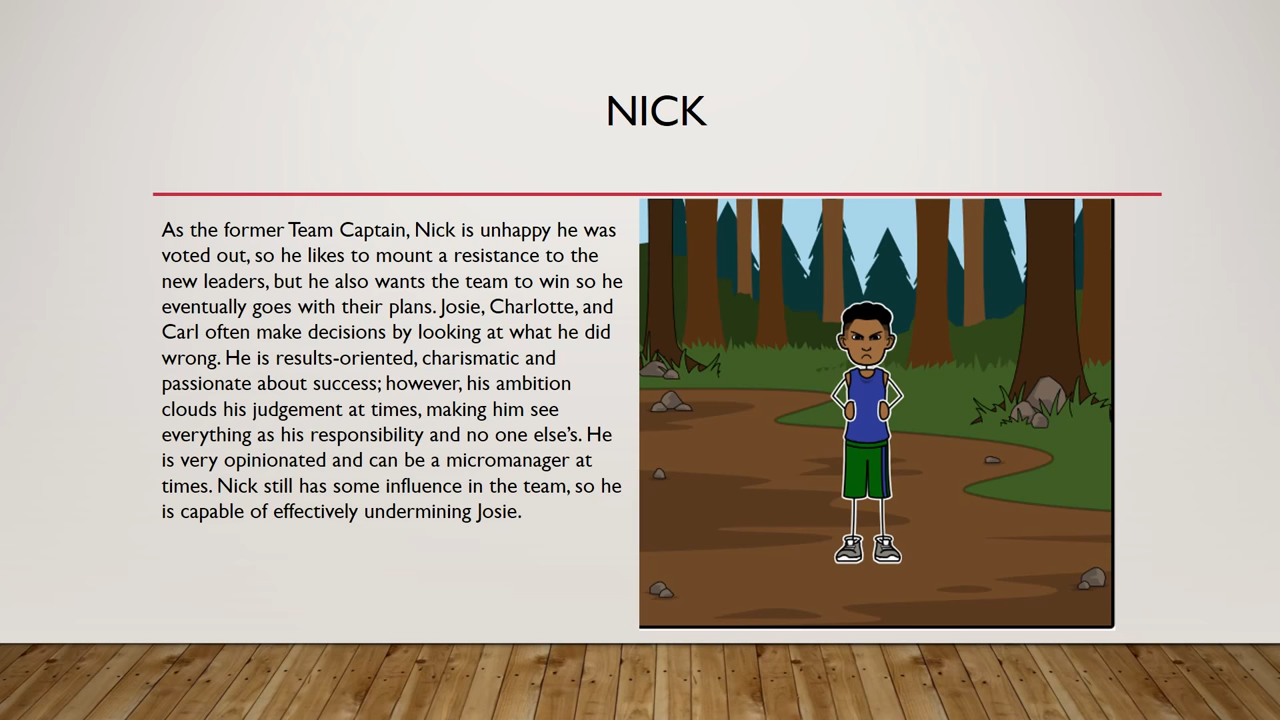 NICK
As the former Team Captain, Nick is unhappy he was
voted out, so he likes to mount a resistance to the
new leaders, but he also wants the team to win so he
eventually goes with their plans. Josie, Charlotte, and
Carl often make decisions by looking at what he did
wrong. He is results-oriented, charismatic and
passionate about success; however, his ambition
clouds his judgement at times, making him see
everything as his responsibility and no one else’s. He
is very opinionated and can be a micromanager at
times. Nick still has some influence in the team, so he
is capable of effectively undermining Josie.